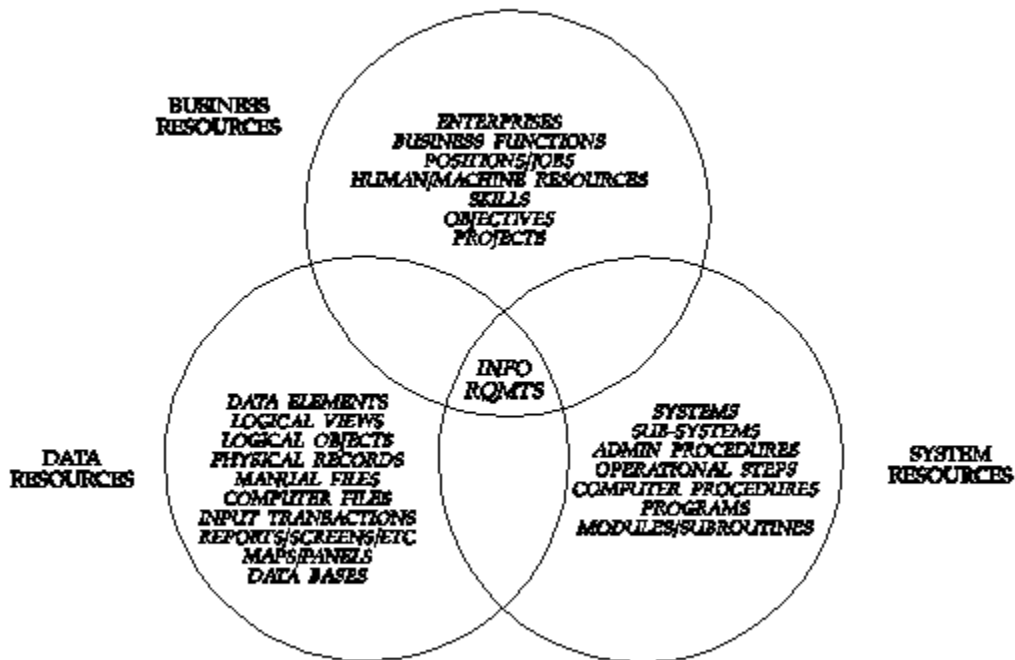 BUSINESS
RESOURCES
ENTERPRISES
BUSINESS FUNCTIONS
POSITIONS/JOBS
HUMAN/MACHINE RESOURCES
SKILLS
OBJECTIVES
PROJECTS
INFO
RQMTS
DATA
RESOURCES
DATA ELEMENTS
LOGICAL VIEWS
LOGICAL OBJECTS
PHYSICAL RECORDS
MANUAL FILES
COMPUTER FILES
INPUT TRANSACTIONS
REPORTS/SCREENS/ETC
MAPS/PANELS
DATA BASES
SYSTEMS
SUB-SYSTEMS
ADMIN PROCEDURES
OPERATIONAL STEPS
COMPUTER PROCEDURES
PROGRAMS
MODULES/SUBROUTINES
SYSTEM
RESOURCES